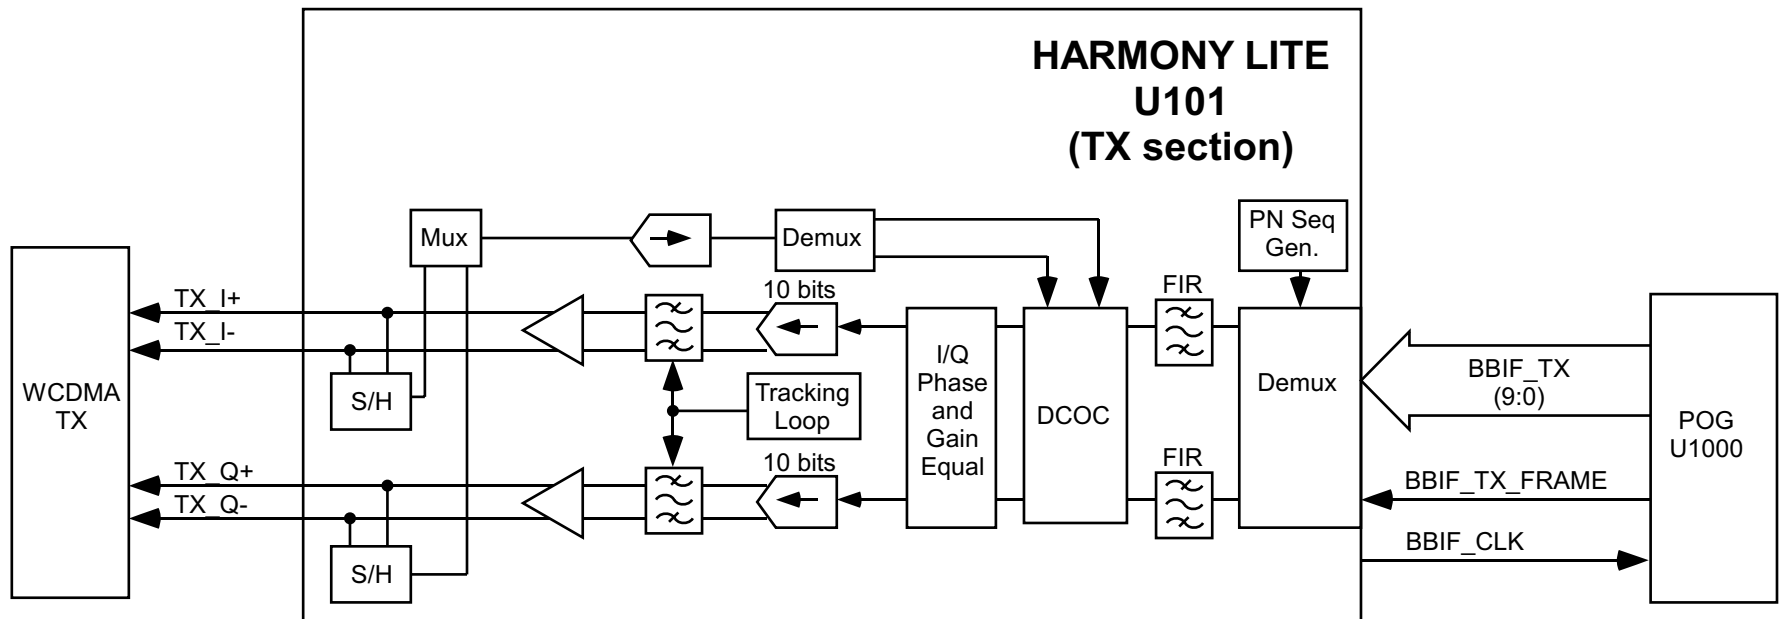 HARMONY LITE
U101
(TX section)
Mux
Demux
PN Seq
Gen.
TX_I+
TX_I-
10 bits
FIR
WCDMA
TX
S/H
Tracking
Loop
I/Q
Phase
and
Gain
Equal
DCOC
Demux
BBIF_TX
(9:0)
POG
U1000
TX_Q+
TX_Q-
10 bits
FIR
BBIF_TX_FRAME
BBIF_CLK
S/H